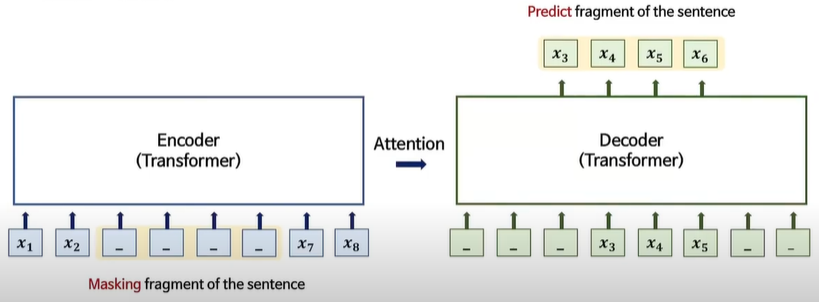 Predict fragment of the sentence
x3 x4 x5 x6
Encoder
(Transformer)
Attention
Decoder
(Transformer)
x1 x2 _ _ _ _ x7 x8
_ _ _ x3 x4 x5 _ _
Masking fragment of the sentence